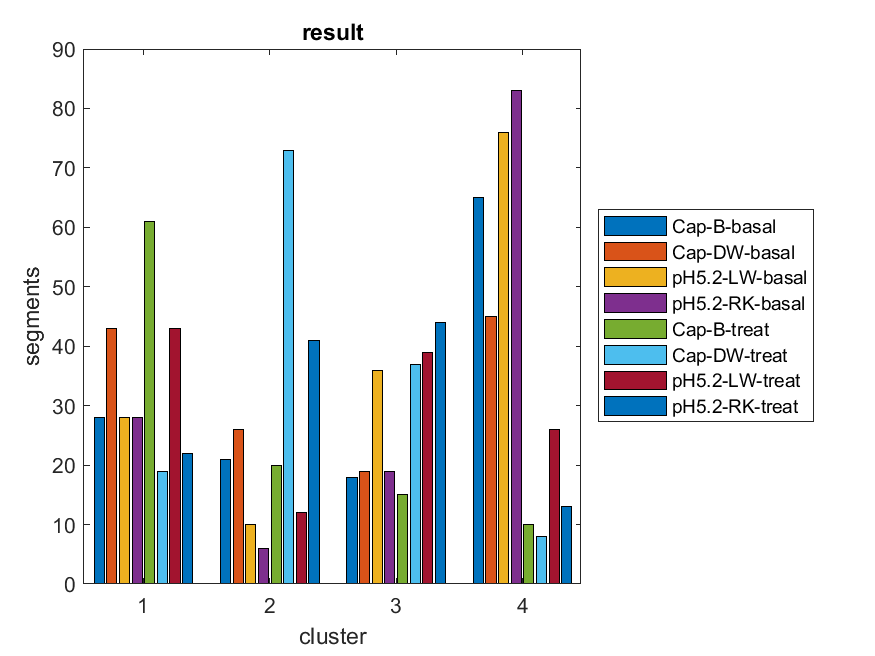 result
90
80
70
60
50
40
30
20
10
0
segments
1 2 3 4
cluster
Cap-B-basal
Cap-DW-basal
pH5.2-LW-basal
pH5.2-RK-basal
Cap-B-treat
Cap-DW-treat
pH5.2-LW-treat
pH5.2-RK-treat